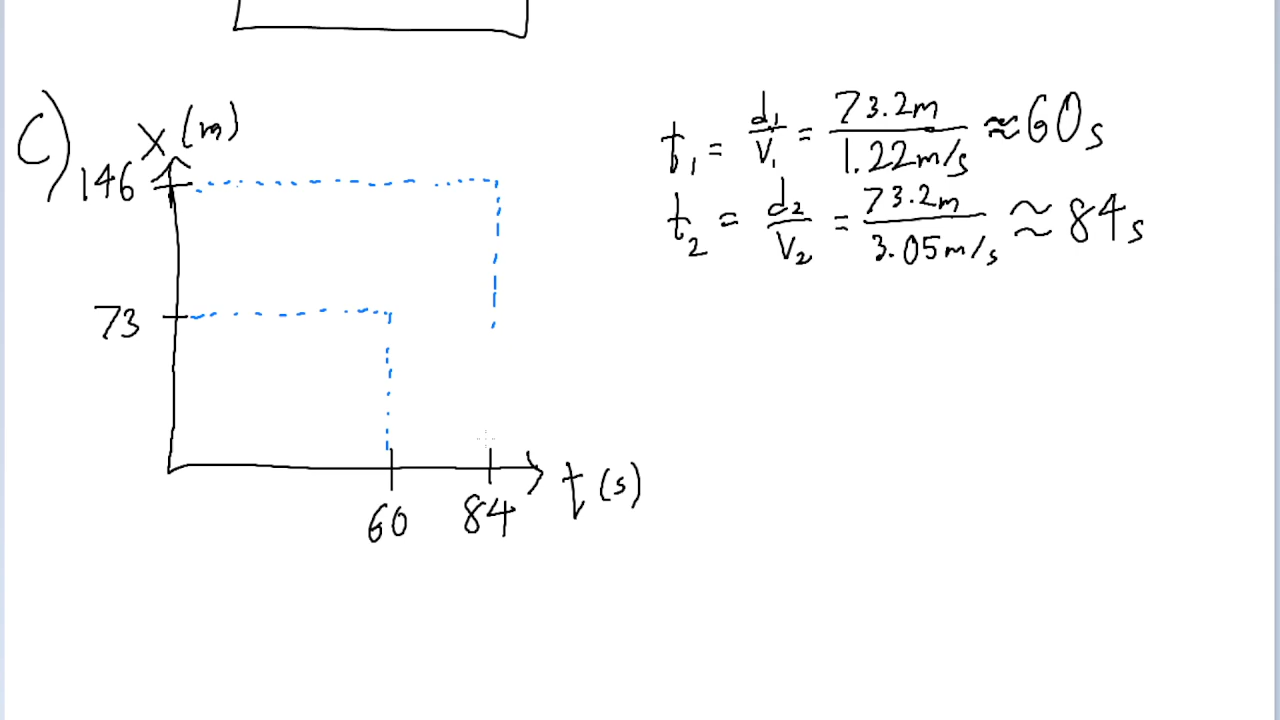 C)
x (m)
146
73
60 84
t (s)
t₁ = d₁/V₁ = 73.2m/1.22m/s ≈ 60s
t₂ = d₂/V₂ = 73.2m/3.05m/s ≈ 84s